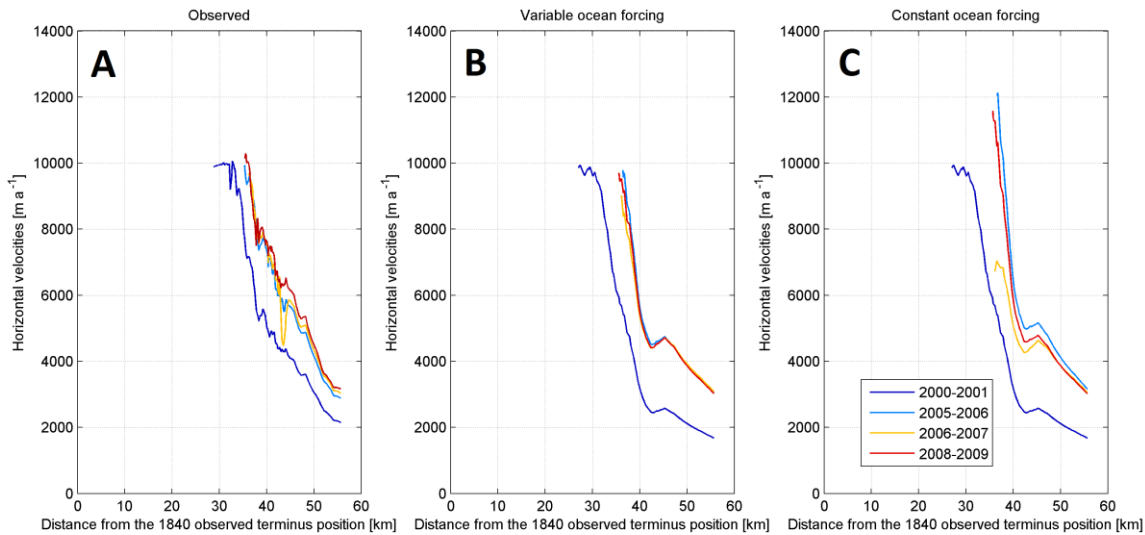 Observed
Variable ocean forcing
Constant ocean forcing
A
B
C
14000
12000
10000
8000
6000
4000
2000
0
Horizontal velocities [m a⁻¹]
0 10 20 30 40 50 60
Distance from the 1840 observed terminus position [km]
14000
12000
10000
8000
6000
4000
2000
0
Horizontal velocities [m a⁻¹]
0 10 20 30 40 50 60
Distance from the 1840 observed terminus position [km]
14000
12000
10000
8000
6000
4000
2000
0
Horizontal velocities [m a⁻¹]
2000-2001
2005-2006
2006-2007
2008-2009
0 10 20 30 40 50 60
Distance from the 1840 observed terminus position [km]